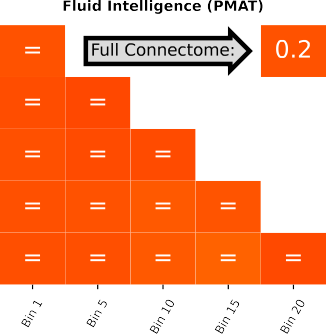 Fluid Intelligence (PMAT)
= Full Connectome: 0.2
= =
= = =
= = = =
= = = = =
Bin 1 Bin 5 Bin 10 Bin 15 Bin 20